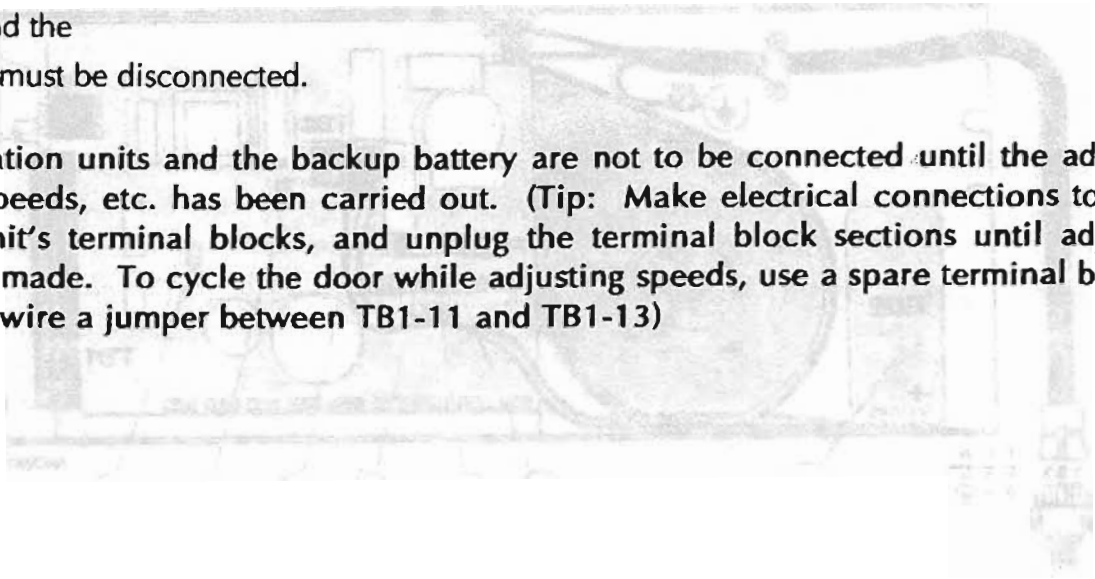 d the
must be disconnected.
ation units and the backup battery are not to be connected until the ad
peeds, etc. has been carried out. (Tip: Make electrical connections to
nit's terminal blocks, and unplug the terminal block sections until ad
made. To cycle the door while adjusting speeds, use a spare terminal b
wire a jumper between TB1-11 and TB1-13)